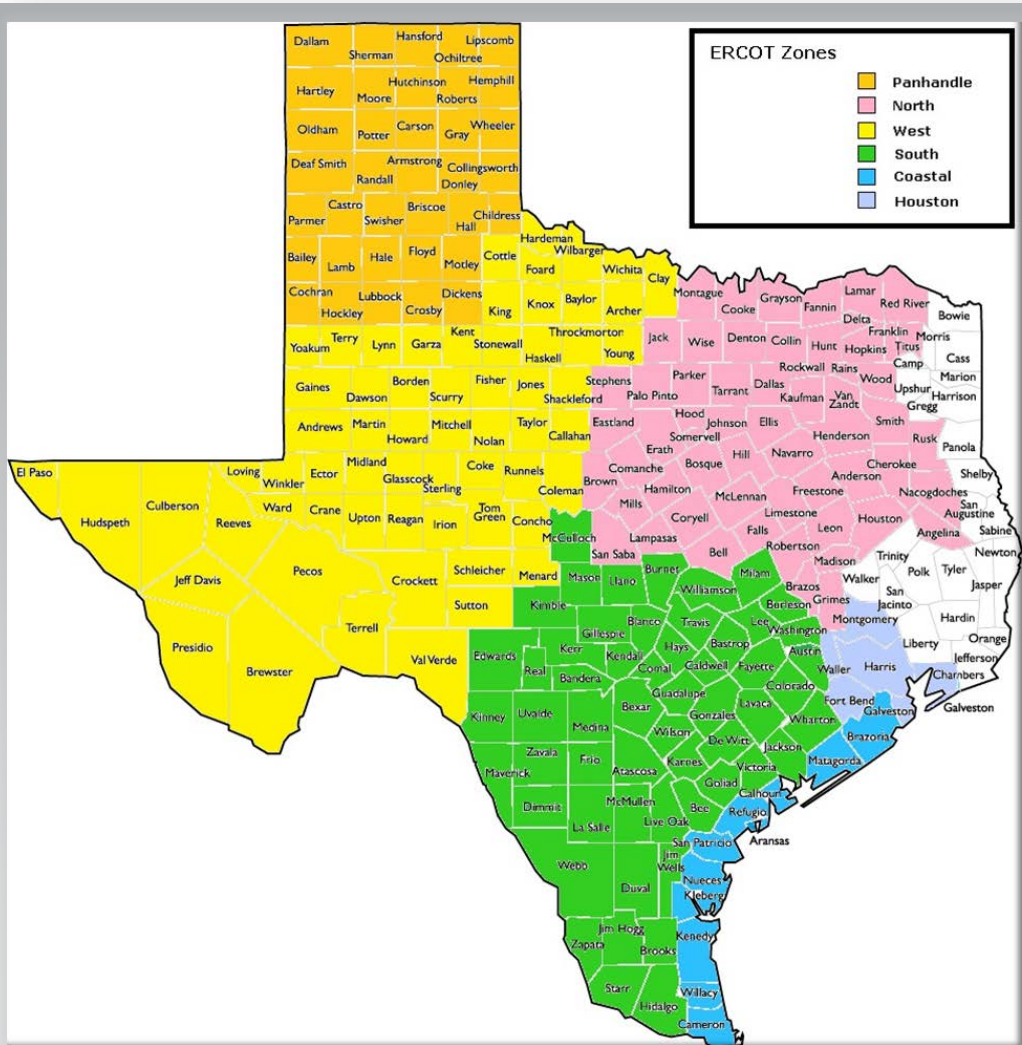 ERCOT Zones
Panhandle
North
West
South
Coastal
Houston
Dallam
Sherman
Hansford
Ochiltree
Lipscomb
Hartley
Moore
Hutchinson
Roberts
Hemphill
Oldham
Potter
Carson
Gray
Wheeler
Deaf Smith
Randall
Armstrong
Donley
Collingsworth
Parmer
Castro
Swisher
Briscoe
Hall
Childress
Bailey
Lamb
Hale
Floyd
Motley
Cottle
Hardeman
Foard
Wilbarger
Wichita
Clay
Montague
Cooke
Grayson
Fannin
Lamar
Red River
Bowie
Cochran
Hockley
Lubbock
Crosby
Dickens
King
Knox
Baylor
Archer
Delta
Franklin
Titus
Morris
Yoakum
Terry
Lynn
Garza
Kent
Stonewall
Haskell
Throckmorton
Young
Jack
Wise
Denton
Collin
Hunt
Hopkins
Camp
Cass
Gaines
Dawson
Borden
Scurry
Fisher
Jones
Shackleford
Stephens
Palo Pinto
Parker
Tarrant
Dallas
Rockwall
Rains
Kaufman
Van
Zandt
Wood
Upshur
Marion
Harrison
Gregg
Andrews
Martin
Howard
Mitchell
Nolan
Taylor
Callahan
Eastland
Hood
Johnson
Ellis
Somervell
Erath
Henderson
Smith
Rusk
Panola
El Paso
Hudspeth
Culberson
Reeves
Loving
Winkler
Ector
Midland
Glasscock
Sterling
Coke
Runnels
Coleman
Brown
Comanche
Bosque
Hill
Navarro
Anderson
Cherokee
Shelby
Ward
Crane
Upton
Reagan
Irion
Tom
Green
Concho
Mills
Hamilton
McLennan
Limestone
Freestone
Nacogdoches
San
Augustine
Sabine
McCulloch
San Saba
Lampasas
Coryell
Bell
Falls
Robertson
Leon
Houston
Angelina
Newton
Jeff Davis
Pecos
Crockett
Schleicher
Menard
Mason
Llano
Burnet
Williamson
Milam
Madison
Brazos
Grimes
Walker
Trinity
Polk
Tyler
Jasper
San
Jacinto
Sutton
Kimble
Blanco
Travis
Lee
Burleson
Washington
Montgomery
Hardin
Liberty
Orange
Jefferson
Chambers
Galveston
Presidio
Brewster
Terrell
Val Verde
Edwards
Real
Kerr
Gillespie
Kendall
Bandera
Comal
Hays
Caldwell
Bastrop
Fayette
Austin
Waller
Harris
Kinney
Uvalde
Medina
Bexar
Guadalupe
Gonzales
Lavaca
Colorado
Wharton
Fort Bend
Galveston
Brazoria
Maverick
Zavala
Frio
Atascosa
Wilson
Karnes
De Witt
Goliad
Victoria
Jackson
Matagorda
Dimmit
La Salle
McMullen
Live Oak
Bee
Calhoun
Refugio
Aransas
Webb
Duval
Jim
Wells
San Patricio
Nueces
Kleberg
Zapata
Jim Hogg
Brooks
Kenedy
Starr
Hidalgo
Willacy
Cameron